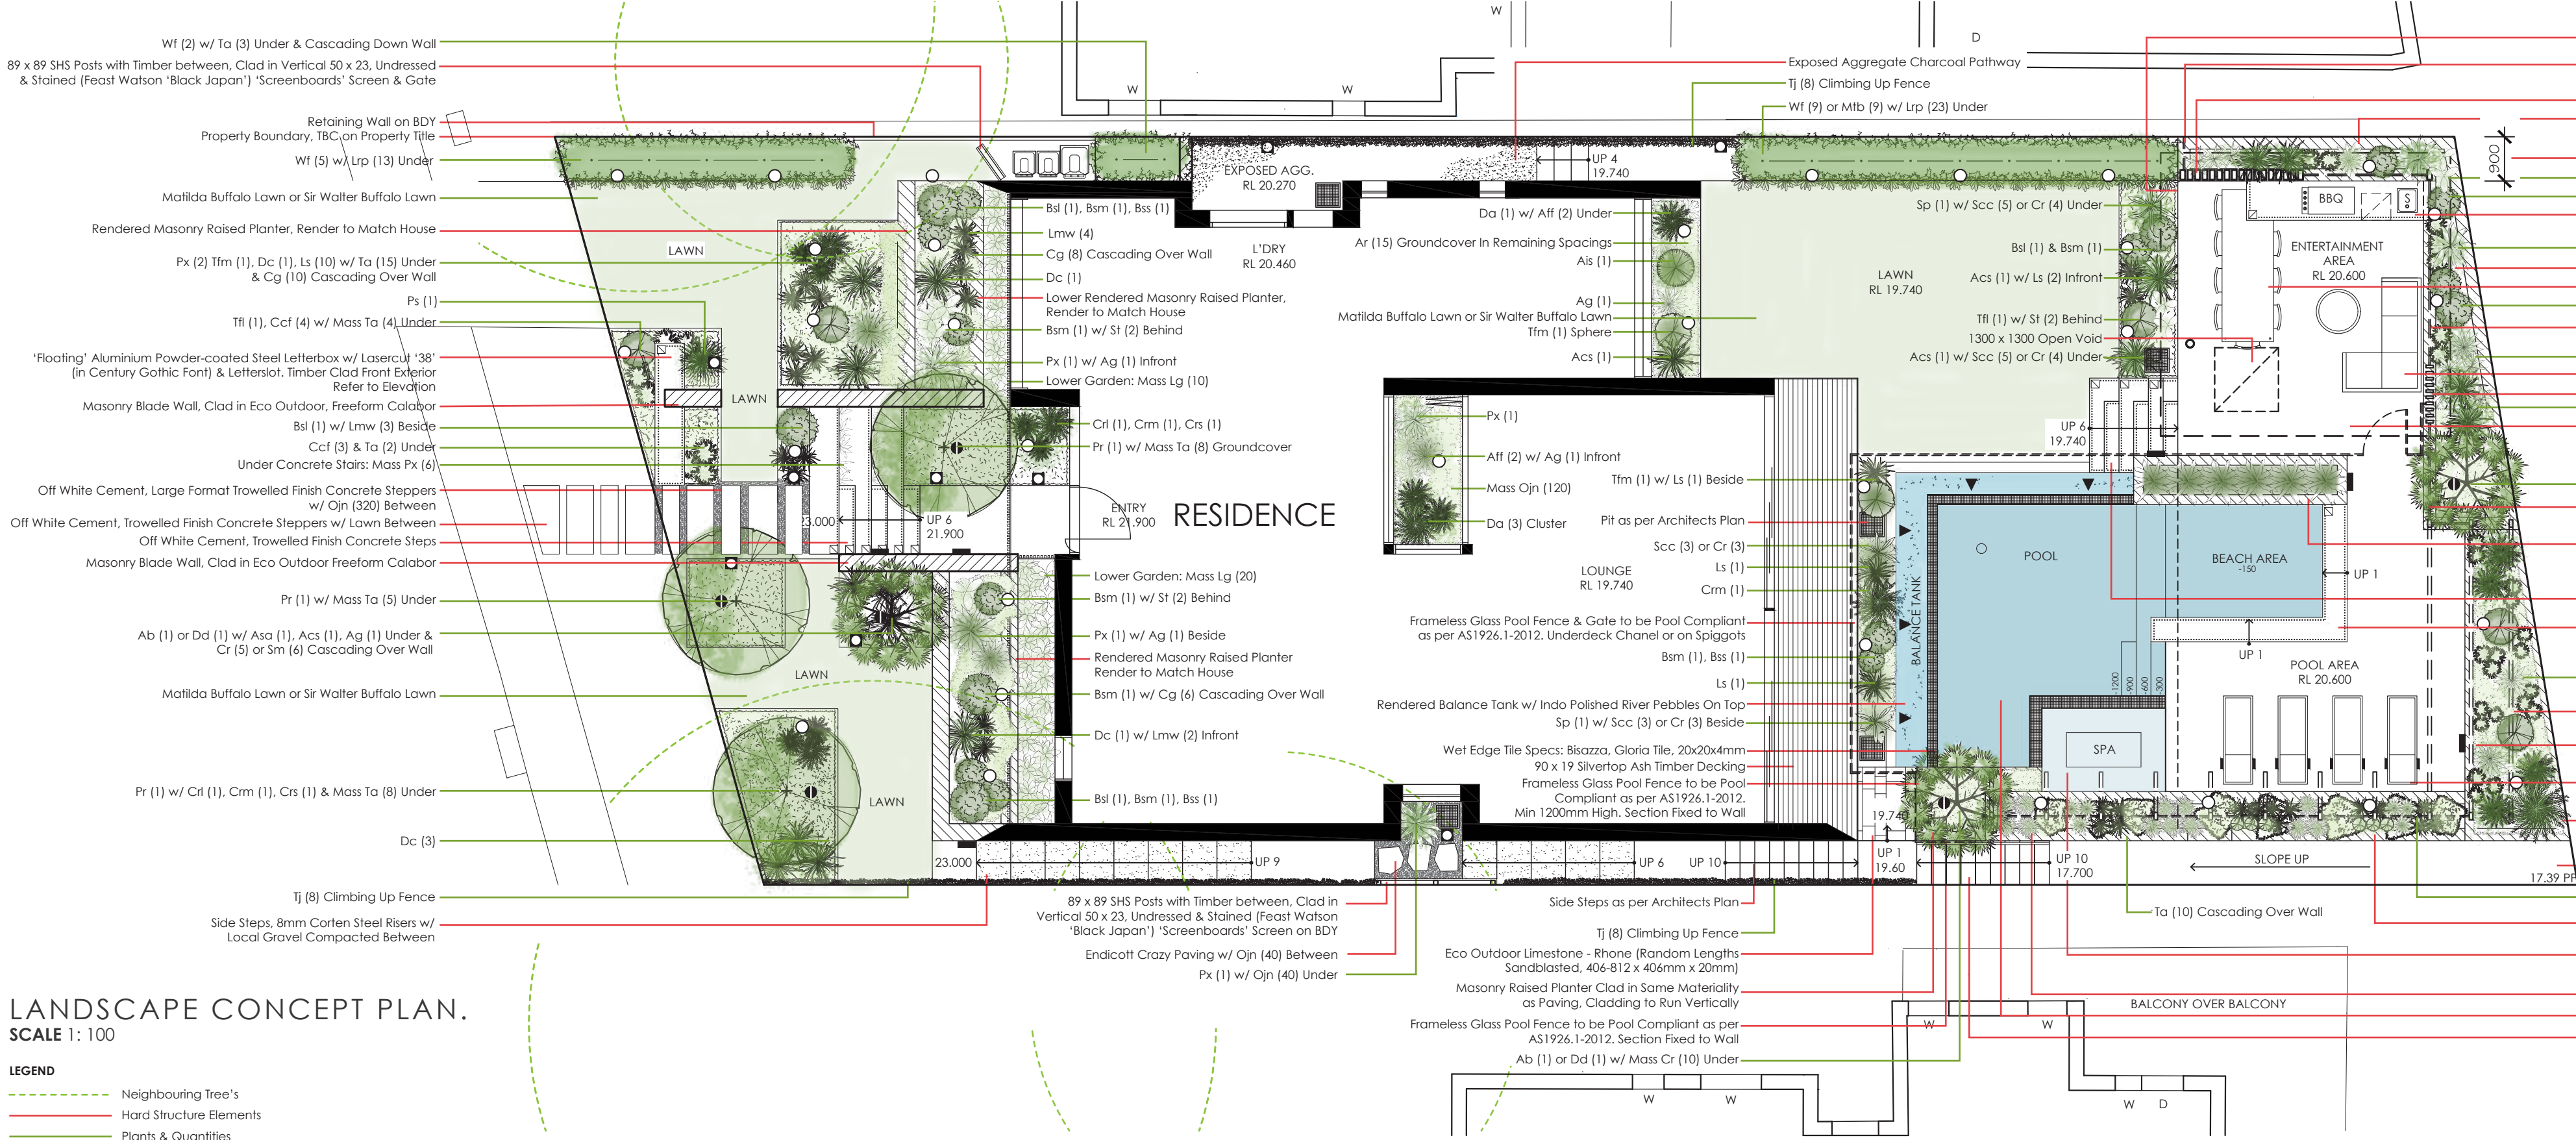 Wf (2) w/ Ta (3) Under & Cascading Down Wall
89 x 89 SHS Posts with Timber between, Clad in Vertical 50 x 23, Undressed
& Stained (Feast Watson ‘Black Japan’) ‘Screenboards’ Screen & Gate
Retaining Wall on BDY
Property Boundary, TBC on Property Title
Wf (5) w/ Lrp (13) Under
Matilda Buffalo Lawn or Sir Walter Buffalo Lawn
Rendered Masonry Raised Planter, Render to Match House
Px (2) Tfm (1), Dc (1), Ls (10) w/ Ta (15) Under
& Cg (10) Cascading Over Wall
Ps (1)
Tfl (1), Ccf (4) w/ Mass Ta (4) Under
‘Floating’ Aluminium Powder-coated Steel Letterbox w/ Lasercut ‘38’
(in Century Gothic Font) & Letterslot. Timber Clad Front Exterior
Refer to Elevation
Masonry Blade Wall, Clad in Eco Outdoor, Freeform Calabor
Bsl (1) w/ Lmw (3) Beside
Ccf (3) & Ta (2) Under
Under Concrete Stairs: Mass Px (6)
Off White Cement, Large Format Trowelled Finish Concrete Steppers
w/ Ojn (320) Between
Off White Cement, Trowelled Finish Concrete Steppers w/ Lawn Between
Off White Cement, Trowelled Finish Concrete Steps
Masonry Blade Wall, Clad in Eco Outdoor Freeform Calabor
Pr (1) w/ Mass Ta (5) Under
Ab (1) or Dd (1) w/ Asa (1), Acs (1), Ag (1) Under &
Cr (5) or Sm (6) Cascading Over Wall
Matilda Buffalo Lawn or Sir Walter Buffalo Lawn
Pr (1) w/ Crl (1), Crm (1), Crs (1) & Mass Ta (8) Under
Dc (3)
Tj (8) Climbing Up Fence
Side Steps, 8mm Corten Steel Risers w/
Local Gravel Compacted Between
LAWN
LAWN
LAWN
LAWN
23.000
UP 6
21.900
ENTRY
RL 21.900
Bsl (1), Bsm (1), Bss (1)
Lmw (4)
Cg (8) Cascading Over Wall
Dc (1)
Lower Rendered Masonry Raised Planter,
Render to Match House
Bsm (1) w/ St (2) Behind
Px (1) w/ Ag (1) Infront
Lower Garden: Mass Lg (10)
Crl (1), Crm (1), Crs (1)
Pr (1) w/ Mass Ta (8) Groundcover
RESIDENCE
Lower Garden: Mass Lg (20)
Bsm (1) w/ St (2) Behind
Px (1) w/ Ag (1) Beside
Rendered Masonry Raised Planter
Render to Match House
Bsm (1) w/ Cg (6) Cascading Over Wall
Dc (1) w/ Lmw (2) Infront
Bsl (1), Bsm (1), Bss (1)
23.000
UP 9
UP 6
UP 10
W
W
W
D
EXPOSED AGG.
RL 20.270
L’DRY
RL 20.460
UP 4
19.740
Exposed Aggregate Charcoal Pathway
Tj (8) Climbing Up Fence
Wf (9) or Mtb (9) w/ Lrp (23) Under
Da (1) w/ Aff (2) Under
Ar (15) Groundcover In Remaining Spacings
Ais (1)
Ag (1)
Matilda Buffalo Lawn or Sir Walter Buffalo Lawn
Tfm (1) Sphere
Acs (1)
Px (1)
Aff (2) w/ Ag (1) Infront
Mass Ojn (120)
Da (3) Cluster
LOUNGE
RL 19.740
Tfm (1) w/ Ls (1) Beside
Pit as per Architects Plan
Scc (3) or Cr (3)
Ls (1)
Crm (1)
Frameless Glass Pool Fence & Gate to be Pool Compliant
as per AS1926.1-2012. Underdeck Chanel or on Spiggots
Bsm (1), Bss (1)
Ls (1)
Rendered Balance Tank w/ Indo Polished River Pebbles On Top
Sp (1) w/ Scc (3) or Cr (3) Beside
Wet Edge Tile Specs: Bisazza, Gloria Tile, 20x20x4mm
90 x 19 Silvertop Ash Timber Decking
Frameless Glass Pool Fence to be Pool
Compliant as per AS1926.1-2012.
Min 1200mm High. Section Fixed to Wall
89 x 89 SHS Posts with Timber between, Clad in
Vertical 50 x 23, Undressed & Stained (Feast Watson
‘Black Japan’) ‘Screenboards’ Screen on BDY
Endicott Crazy Paving w/ Ojn (40) Between
Px (1) w/ Ojn (40) Under
Side Steps as per Architects Plan
Tj (8) Climbing Up Fence
Eco Outdoor Limestone - Rhone (Random Lengths
Sandblasted, 406-812 x 406mm x 20mm)
Masonry Raised Planter Clad in Same Materiality
as Paving, Cladding to Run Vertically
Frameless Glass Pool Fence to be Pool Compliant as per
AS1926.1-2012. Section Fixed to Wall
Ab (1) or Dd (1) w/ Mass Cr (10) Under
LAWN
RL 19.740
Sp (1) w/ Scc (5) or Cr (4) Under
Bsl (1) & Bsm (1)
Acs (1) w/ Ls (2) Infront
Tfl (1) w/ St (2) Behind
1300 x 1300 Open Void
Acs (1) w/ Scc (5) or Cr (4) Under
BBQ
S
900
ENTERTAINMENT
AREA
RL 20.600
UP 6
19.740
BALANCE TANK
POOL
BEACH AREA
-150
UP 1
UP 1
-1200
-900
-600
-300
SPA
POOL AREA
RL 20.600
19.740
UP 1
19.60
UP 10
17.700
SLOPE UP
17.39
Ta (10) Cascading Over Wall
BALCONY OVER BALCONY
W
W
W
W
W
D
LANDSCAPE CONCEPT PLAN.
SCALE 1: 100
LEGEND
Neighbouring Tree’s
Hard Structure Elements
Plants & Quantities